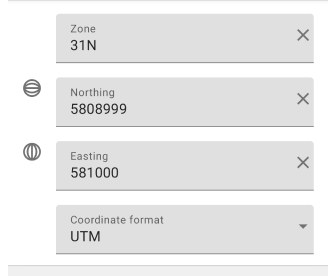 Zone
31N
Northing
5808999
Easting
581000
Coordinate format
UTM